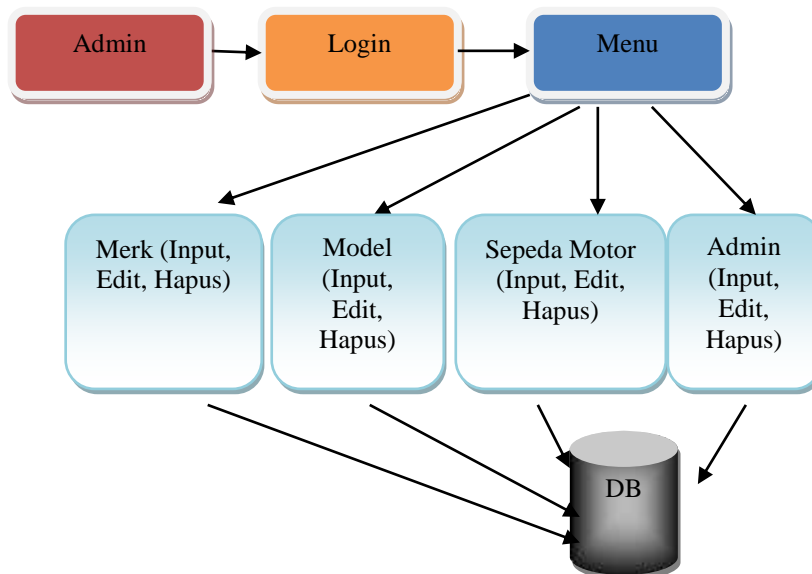 Admin
Login
Menu
Merk (Input,
Edit, Hapus)
Model
(Input,
Edit,
Hapus)
Sepeda Motor
(Input, Edit,
Hapus)
Admin
(Input,
Edit,
Hapus)
DB